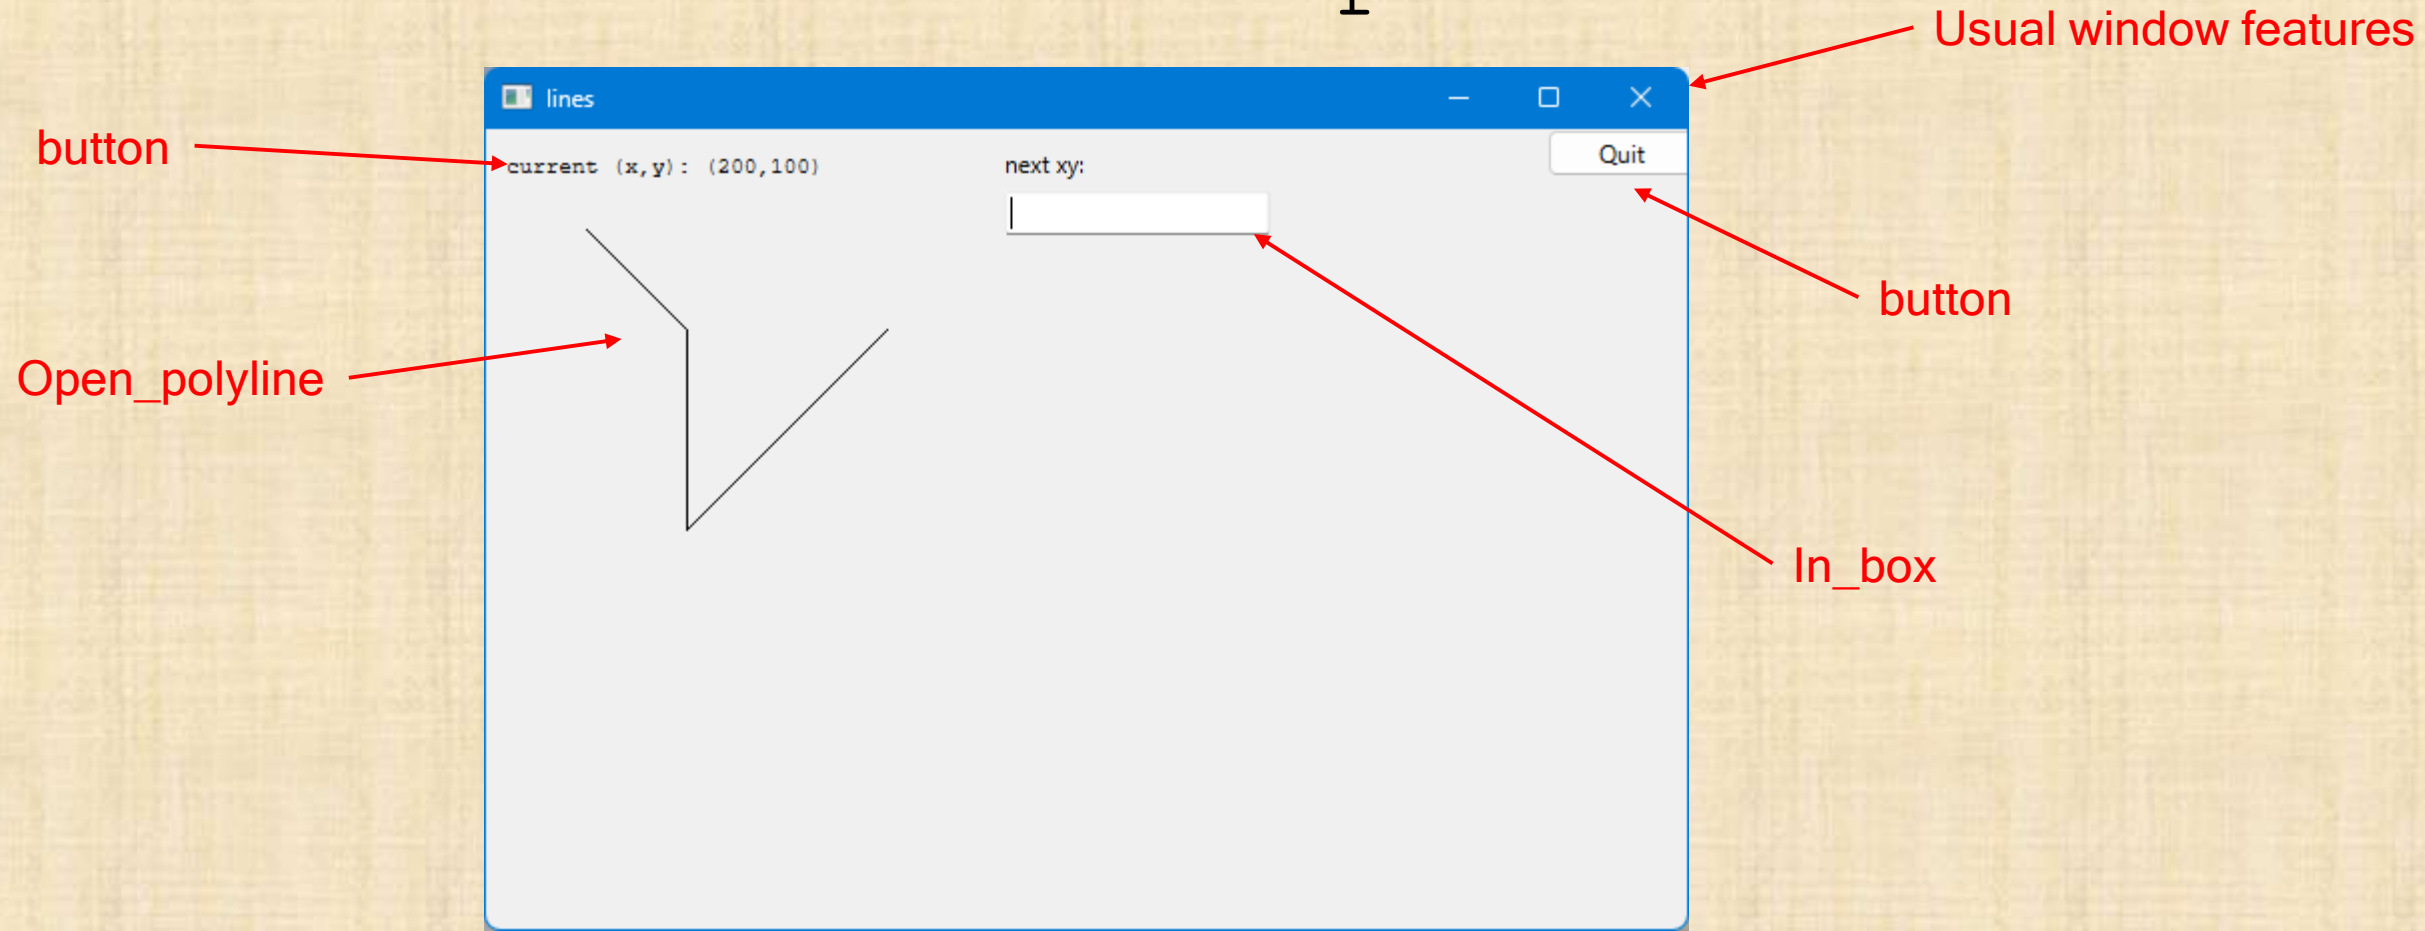 Usual window features
lines
button
current (x,y): (200,100)
next xy:
Quit
button
Open_polyline
In_box